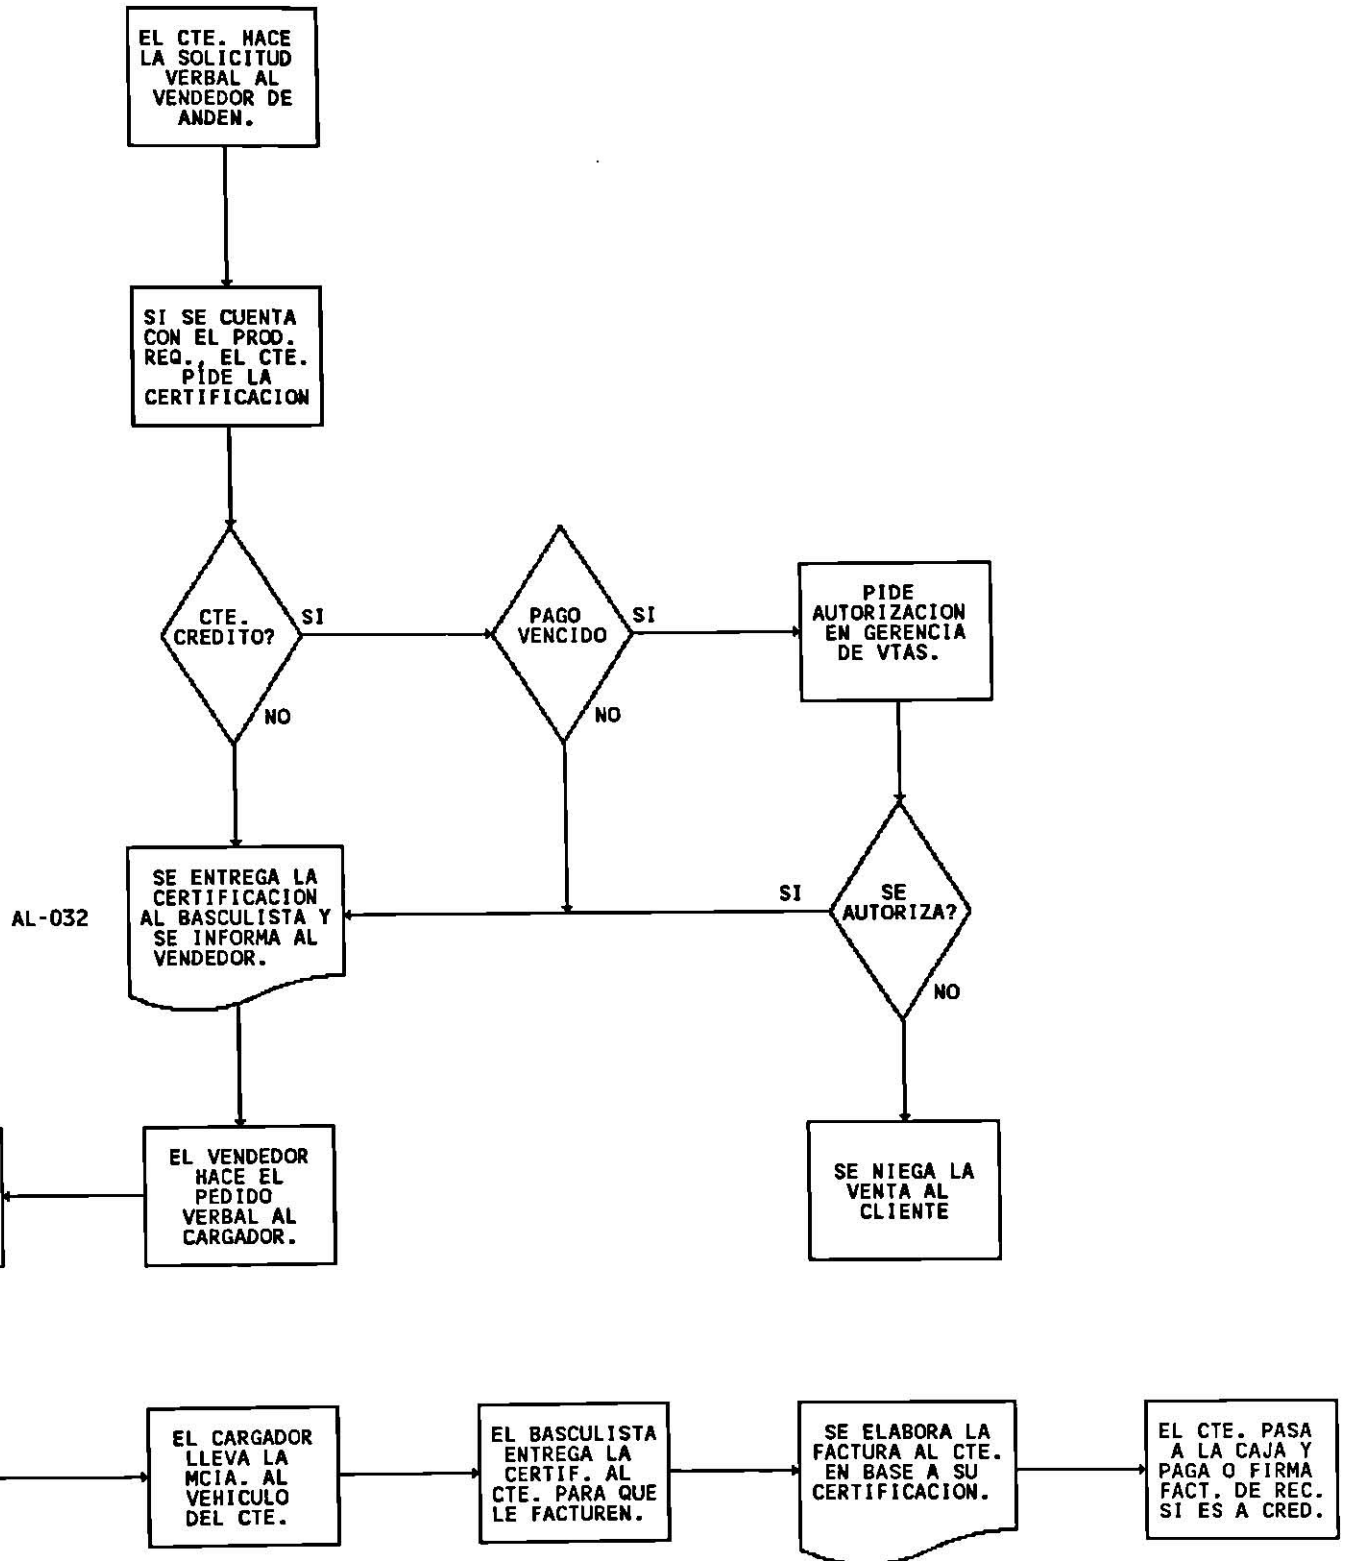 EL CTE. HACE
LA SOLICITUD
VERBAL AL
VENDEDOR DE
ANDEN.
SI SE CUENTA
CON EL PROD.
REQ., EL CTE.
PIDE LA
CERTIFICACION
CTE.
CREDITO?
SI
NO
PAGO
VENCIDO
SI
NO
PIDE
AUTORIZACION
EN GERENCIA
DE VTAS.
AL-032
SE ENTREGA LA
CERTIFICACION
AL BASCULISTA Y
SE INFORMA AL
VENDEDOR.
SI
SE
AUTORIZA?
NO
EL VENDEDOR
HACE EL
PEDIDO
VERBAL AL
CARGADOR.
SE NIEGA LA
VENTA AL
CLIENTE
EL CARGADOR
LLEVA LA
MCIA. AL
VEHICULO
DEL CTE.
EL BASCULISTA
ENTREGA LA
CERTIF. AL
CTE. PARA QUE
LE FACTUREN.
SE ELABORA LA
FACTURA AL CTE.
EN BASE A SU
CERTIFICACION.
EL CTE. PASA
A LA CAJA Y
PAGA O FIRMA
FACT. DE REC.
SI ES A CRED.